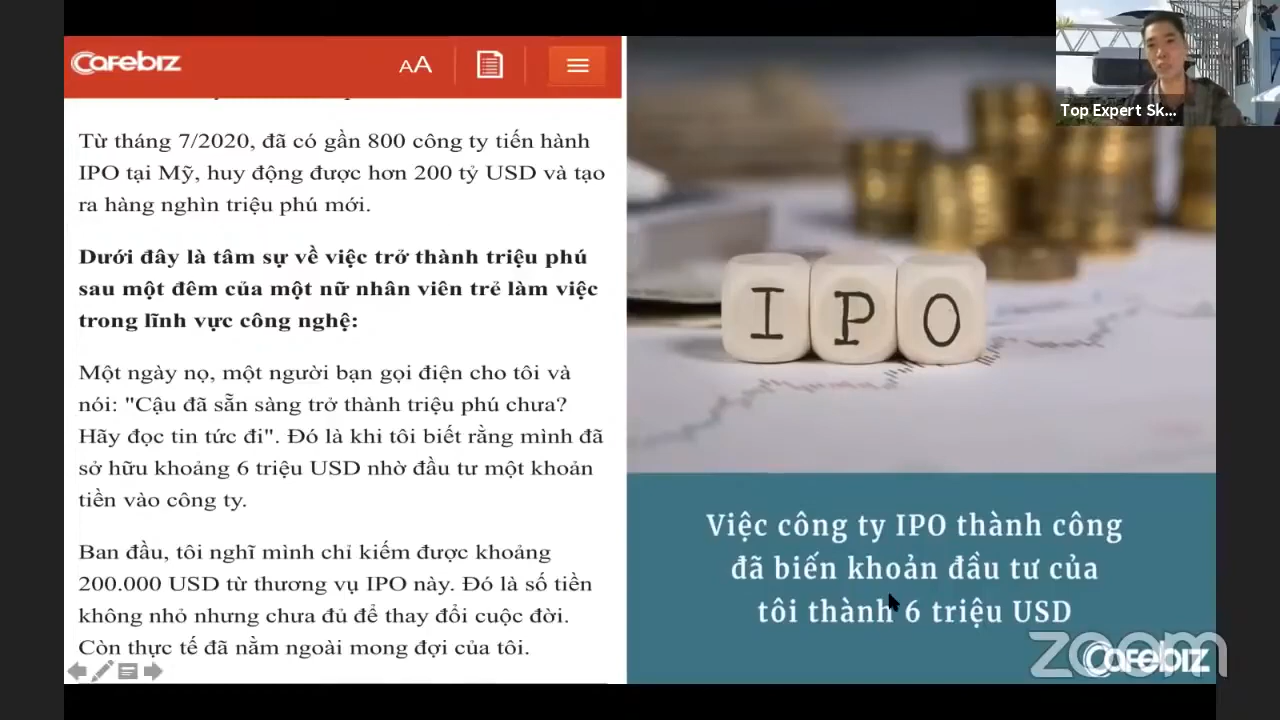 Cafebiz
AA
Từ tháng 7/2020, đã có gần 800 công ty tiến hành
IPO tại Mỹ, huy động được hơn 200 tỷ USD và tạo
ra hàng nghìn triệu phú mới.
Dưới đây là tâm sự về việc trở thành triệu phú
sau một đêm của một nữ nhân viên trẻ làm việc
trong lĩnh vực công nghệ:
Một ngày nọ, một người bạn gọi điện cho tôi và
nói: "Cậu đã sẵn sàng trở thành triệu phú chưa?
Hãy đọc tin tức đi". Đó là khi tôi biết rằng mình đã
sở hữu khoảng 6 triệu USD nhờ đầu tư một khoản
tiền vào công ty.
Ban đầu, tôi nghĩ mình chỉ kiếm được khoảng
200.000 USD từ thương vụ IPO này. Đó là số tiền
không nhỏ nhưng chưa đủ để thay đổi cuộc đời.
Còn thực tế đã nằm ngoài mong đợi của tôi.
IPO
Việc công ty IPO thành công
đã biến khoản đầu tư của
tôi thành 6 triệu USD
Cafebiz
zoom
Top Expert Sk...